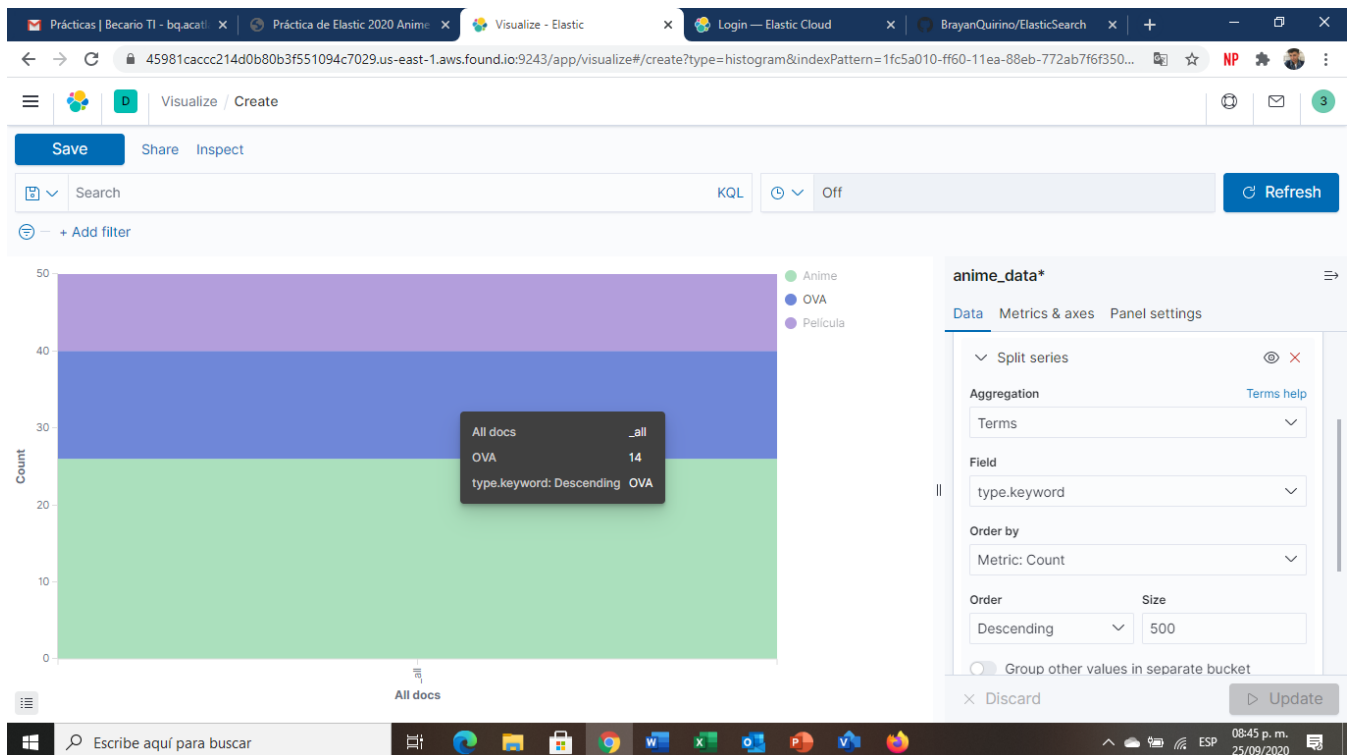 Prácticas | Becario TI - bq.acatl
Práctica de Elastic 2020 Anime
Visualize - Elastic
Login — Elastic Cloud
BrayanQuirino/ElasticSearch
45981caccc214d0b80b3f551094c7029.us-east-1.aws.found.io:9243/app/visualize#/create?type=histogram&indexPattern=1fc5a010-ff60-11ea-88eb-772ab7f6f350...
NP
D
Visualize / Create
3
Save
Share
Inspect
Search
KQL
Off
Refresh
+ Add filter
50
40
30
20
10
0
Count
_all
All docs
Anime
OVA
Película
All docs _all
OVA 14
type.keyword: Descending OVA
anime_data*
Data
Metrics & axes
Panel settings
Split series
Aggregation
Terms help
Terms
Field
type.keyword
Order by
Metric: Count
Order
Size
Descending
500
Group other values in separate bucket
Discard
Update
Escribe aquí para buscar
ESP
08:45 p. m.
25/09/2020